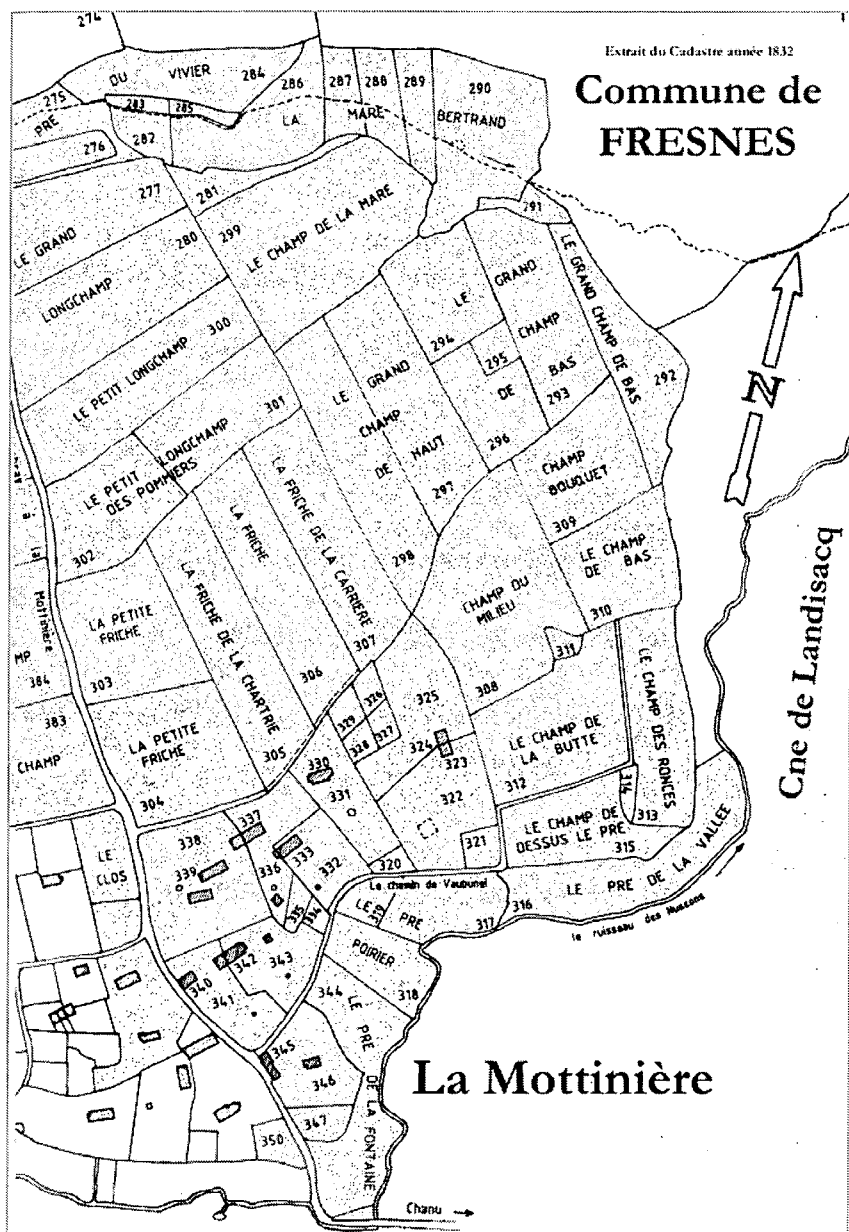 274
Extrait du Cadastre année 1832
Commune de
FRESNES
DU VIVIER
284
275
PRE
283
285
286
287
288
289
290
LA MARE BERTRAND
282
276
277
281
291
LE GRAND
LONGCHAMP
280
299
LE CHAMP DE LA MARE
LE GRAND CHAMP DE BAS
294
295
293
LE GRAND CHAMP DE BAS
292
N
LE PETIT LONGCHAMP
300
301
LE GRAND
CHAMP
DE HAUT
296
297
LE PETIT LONGCHAMP
DES POMMIERS
302
LA FRICHE DE LA CARRIERE
298
CHAMP
BOUQUET
309
LE CHAMP
DE BAS
310
Mottinière
MP
384
383
CHAMP
LA PETITE
FRICHE
303
LA FRICHE
306
307
LA FRICHE DE LA CHARTRIE
305
CHAMP DU
MILIEU
308
311
Cne de Landisacq
LA PETITE
FRICHE
304
325
326
329
328
327
324
323
330
331
322
LE CHAMP DE
LA BUTTE
312
LE CHAMP DES RONCES
314
313
LE CHAMP DE
DESSUS LE PRE
315
LE
CLOS
338
337
339
336
333
332
335
334
320
321
Le chemin de Vaubunel
319
LE PRE
POIRIER
317
316
LE PRE DE LA VALLEE
318
340
341
342
343
344
LE PRE DE LA FONTAINE
345
346
347
350
La Mottinière
Chanu